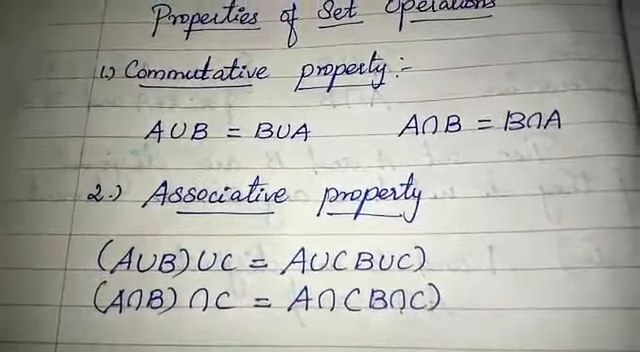 Properties of Set Operations
1.) Commutative property :-
A∪B = B∪A A∩B = B∩A
2.) Associative property
(A∪B)∪C = A∪(B∪C)
(A∩B)∩C = A∩(B∩C)